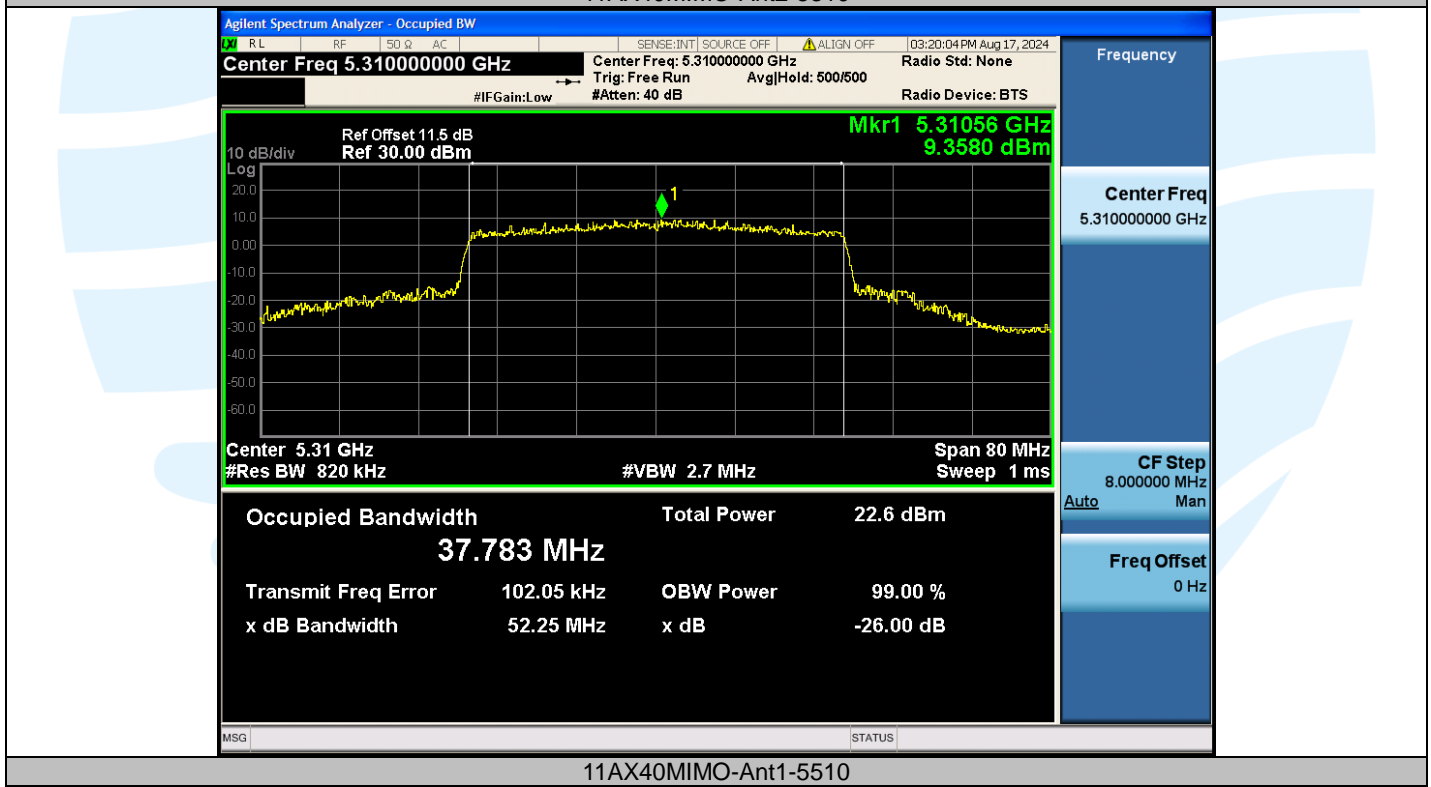 Agilent Spectrum Analyzer - Occupied BW
LXI RL RF 50 Ω AC SENSE:INT SOURCE OFF ALIGN OFF 03:20:04 PM Aug 17, 2024
Center Freq 5.310000000 GHz Center Freq: 5.310000000 GHz Radio Std: None
Trig: Free Run Avg|Hold: 500/500
#IFGain:Low #Atten: 40 dB Radio Device: BTS
Mkr1 5.31056 GHz
9.3580 dBm
Ref Offset 11.5 dB
10 dB/div Ref 30.00 dBm
Log
20.0
10.0
0.00
-10.0
-20.0
-30.0
-40.0
-50.0
-60.0
1
Center 5.31 GHz Span 80 MHz
#Res BW 820 kHz #VBW 2.7 MHz Sweep 1 ms
Occupied Bandwidth Total Power 22.6 dBm
37.783 MHz
Transmit Freq Error 102.05 kHz OBW Power 99.00 %
x dB Bandwidth 52.25 MHz x dB -26.00 dB
MSG STATUS
Frequency
Center Freq
5.310000000 GHz
CF Step
8.000000 MHz
Auto Man
Freq Offset
0 Hz
11AX40MIMO-Ant1-5510